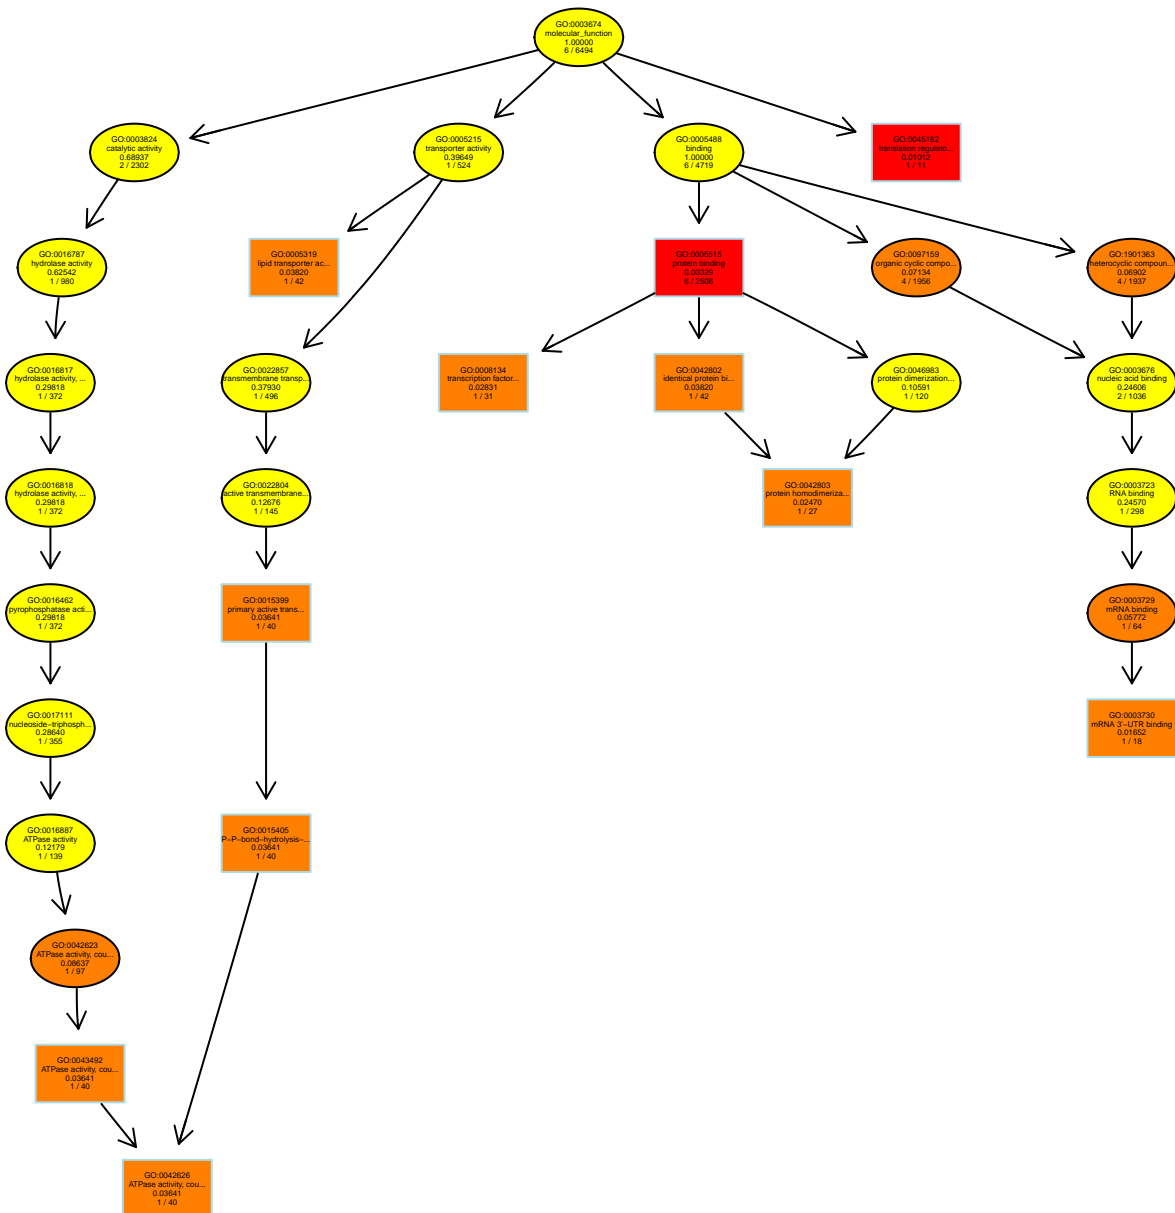 GO:0003674
molecular_function
1.00000
6 / 6494
GO:0003824
catalytic activity
0.68937
2 / 2302
GO:0005215
transporter activity
0.39649
1 / 524
GO:0005488
binding
1.00000
6 / 4719
GO:0045182
translation regulato...
0.01012
1 / 11
GO:0016787
hydrolase activity
0.62542
1 / 980
GO:0005319
lipid transporter ac...
0.03820
1 / 42
GO:0005515
protein binding
0.00329
6 / 2506
GO:0097159
organic cyclic compo...
0.07134
4 / 1956
GO:1901363
heterocyclic compoun...
0.06902
4 / 1937
GO:0016817
hydrolase activity, ...
0.29818
1 / 372
GO:0022857
transmembrane transp...
0.37930
1 / 496
GO:0008134
transcription factor...
0.02831
1 / 31
GO:0042802
identical protein bi...
0.03820
1 / 42
GO:0046983
protein dimerization...
0.10591
1 / 120
GO:0003676
nucleic acid binding
0.24606
2 / 1036
GO:0016818
hydrolase activity, ...
0.29818
1 / 372
GO:0022804
active transmembrane...
0.12676
1 / 145
GO:0042803
protein homodimeriza...
0.02470
1 / 27
GO:0003723
RNA binding
0.24570
1 / 298
GO:0016462
pyrophosphatase acti...
0.29818
1 / 372
GO:0015399
primary active trans...
0.03641
1 / 40
GO:0003729
mRNA binding
0.05772
1 / 64
GO:0017111
nucleoside−triphosph...
0.28640
1 / 355
GO:0003730
mRNA 3'−UTR binding
0.01652
1 / 18
GO:0016887
ATPase activity
0.12179
1 / 139
GO:0015405
P−P−bond−hydrolysis−...
0.03641
1 / 40
GO:0042623
ATPase activity, cou...
0.08637
1 / 97
GO:0043492
ATPase activity, cou...
0.03641
1 / 40
GO:0042626
ATPase activity, cou...
0.03641
1 / 40